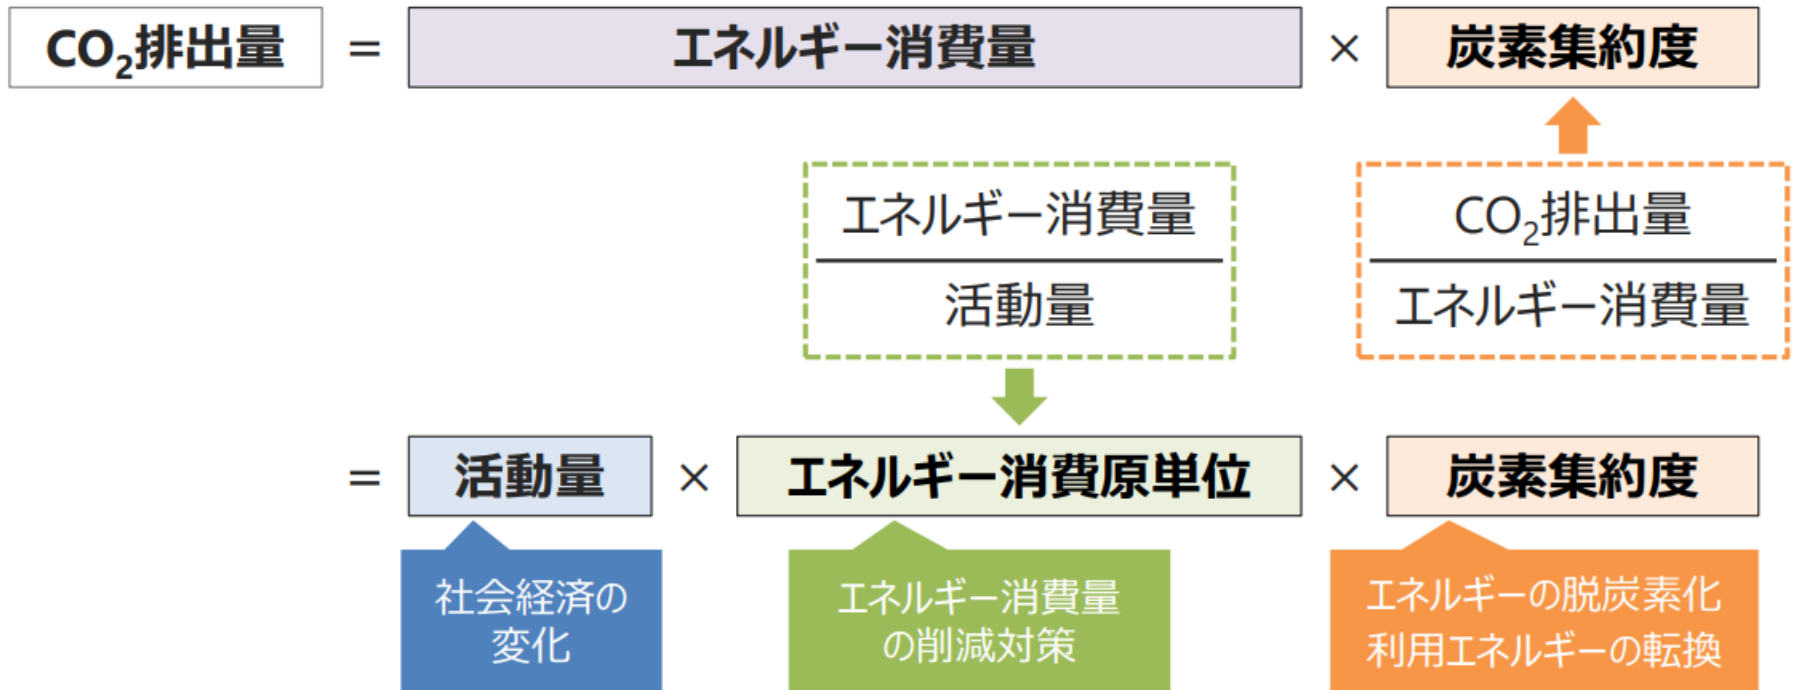 CO₂排出量 = エネルギー消費量 × 炭素集約度
エネルギー消費量
活動量
CO₂排出量
エネルギー消費量
= 活動量 × エネルギー消費原単位 × 炭素集約度
社会経済の
変化
エネルギー消費量
の削減対策
エネルギーの脱炭素化
利用エネルギーの転換